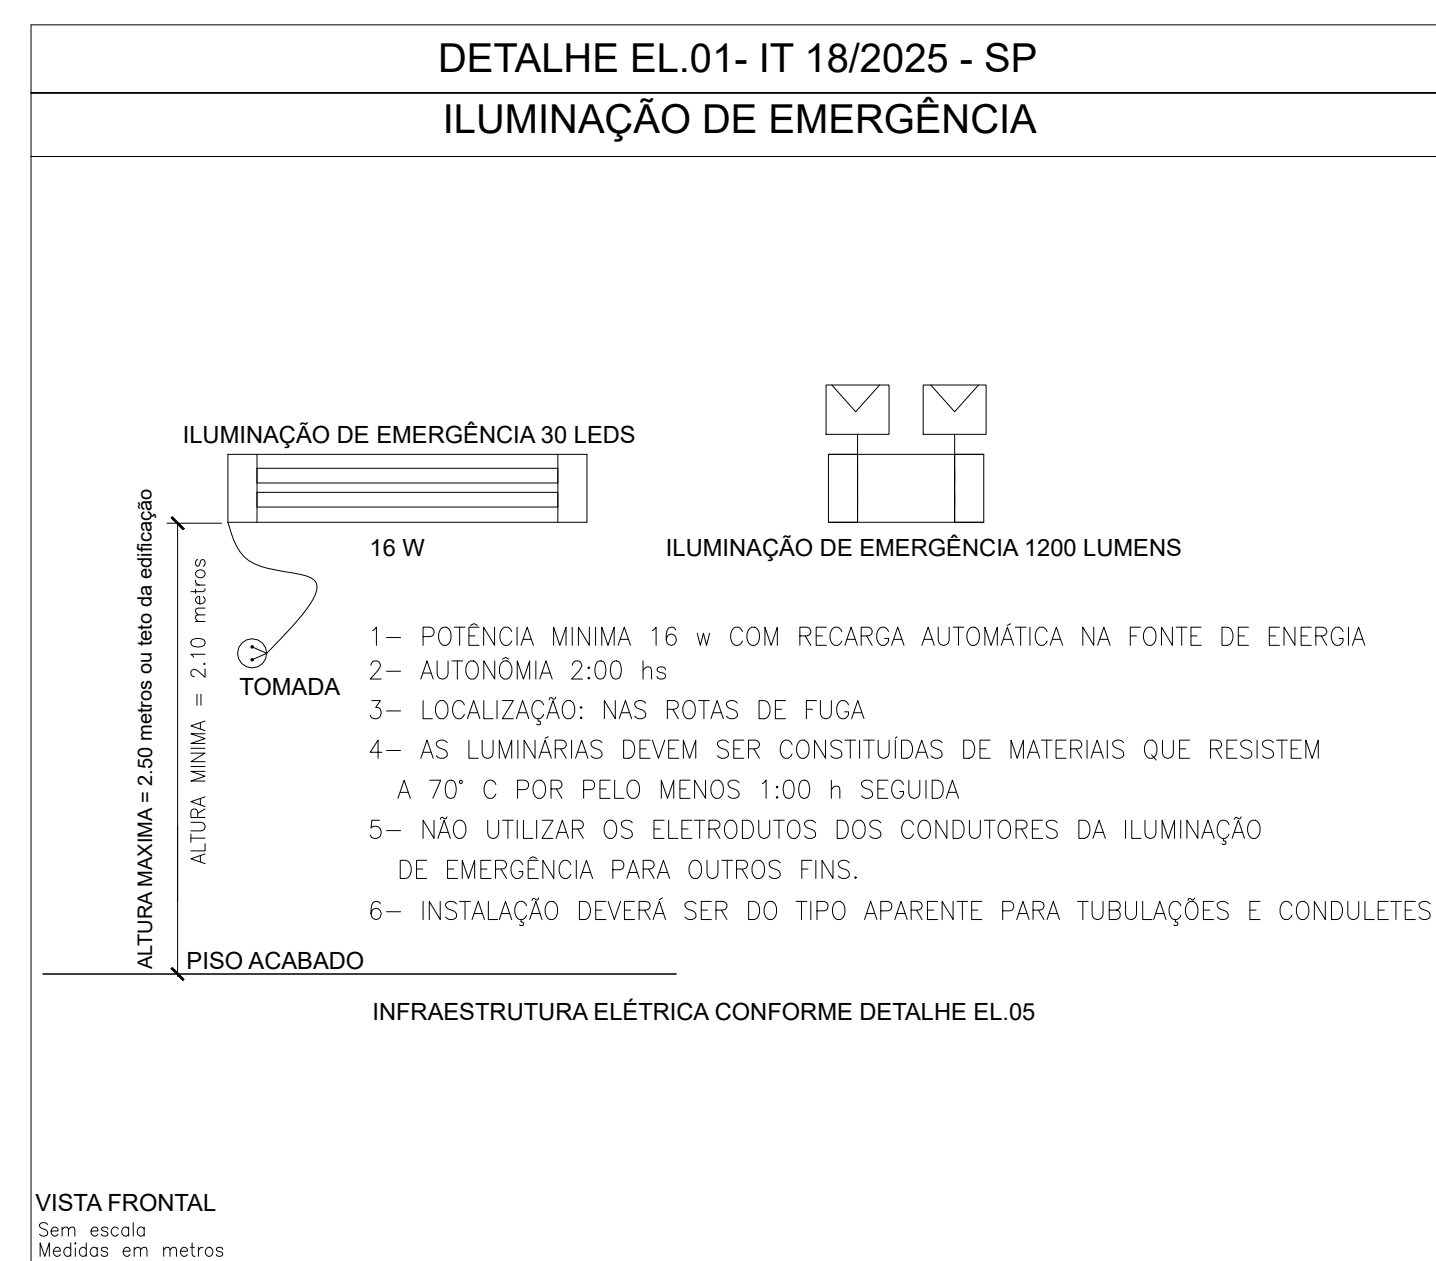 DETALHE EL.01- IT 18/2025 - SP
ILUMINAÇÃO DE EMERGÊNCIA
ILUMINAÇÃO DE EMERGÊNCIA 30 LEDS
16 W
ILUMINAÇÃO DE EMERGÊNCIA 1200 LUMENS
ALTURA MAXIMA = 2.50 metros ou teto da edificação
ALTURA MINIMA = 2.10 metros
TOMADA
1- POTÊNCIA MINIMA 16 w COM RECARGA AUTOMÁTICA NA FONTE DE ENERGIA
2- AUTONÔMIA 2:00 hs
3- LOCALIZAÇÃO: NAS ROTAS DE FUGA
4- AS LUMINÁRIAS DEVEM SER CONSTITUÍDAS DE MATERIAIS QUE RESISTEM
A 70° C POR PELO MENOS 1:00 h SEGUIDA
5- NÃO UTILIZAR OS ELETRODUTOS DOS CONDUTORES DA ILUMINAÇÃO
DE EMERGÊNCIA PARA OUTROS FINS.
6- INSTALAÇÃO DEVERÁ SER DO TIPO APARENTE PARA TUBULAÇÕES E CONDULETES
PISO ACABADO
INFRAESTRUTURA ELÉTRICA CONFORME DETALHE EL.05
VISTA FRONTAL
Sem escala
Medidas em metros